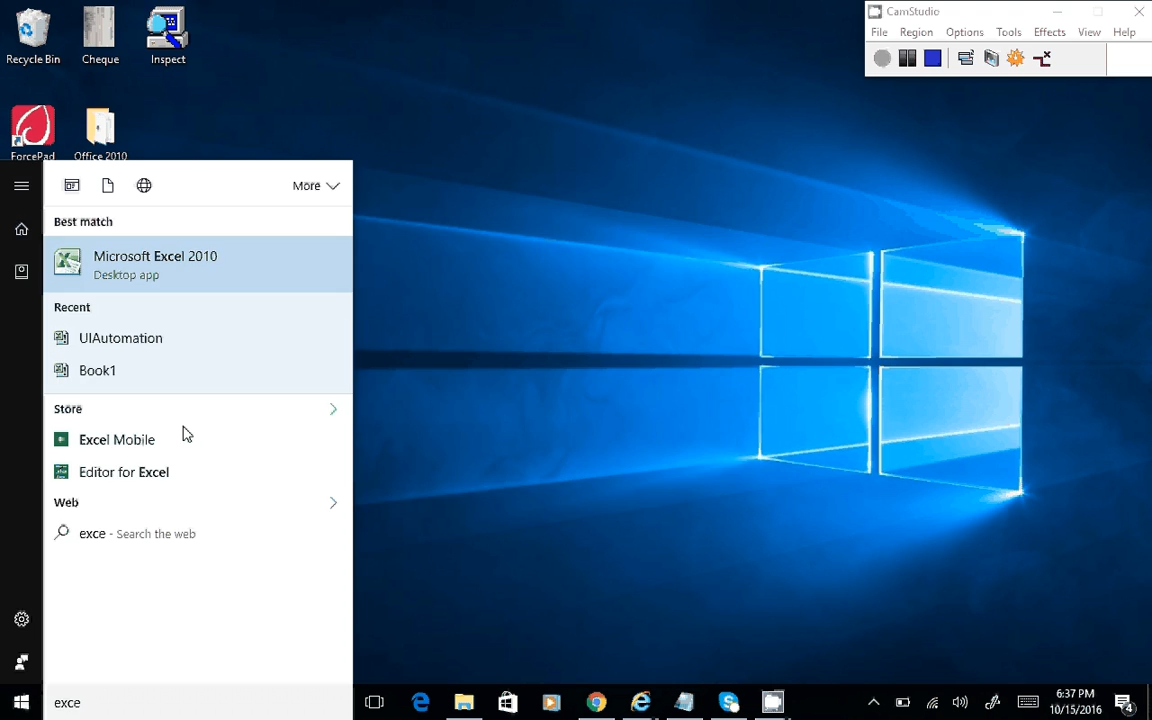 Recycle Bin
Cheque
Inspect
CamStudio
File Region Options Tools Effects View Help
ForcePad
Office 2010
More
Best match
Microsoft Excel 2010
Desktop app
Recent
UIAutomation
Book1
Store
Excel Mobile
Editor for Excel
Web
exce - Search the web
exce
6:37 PM
10/15/2016
4